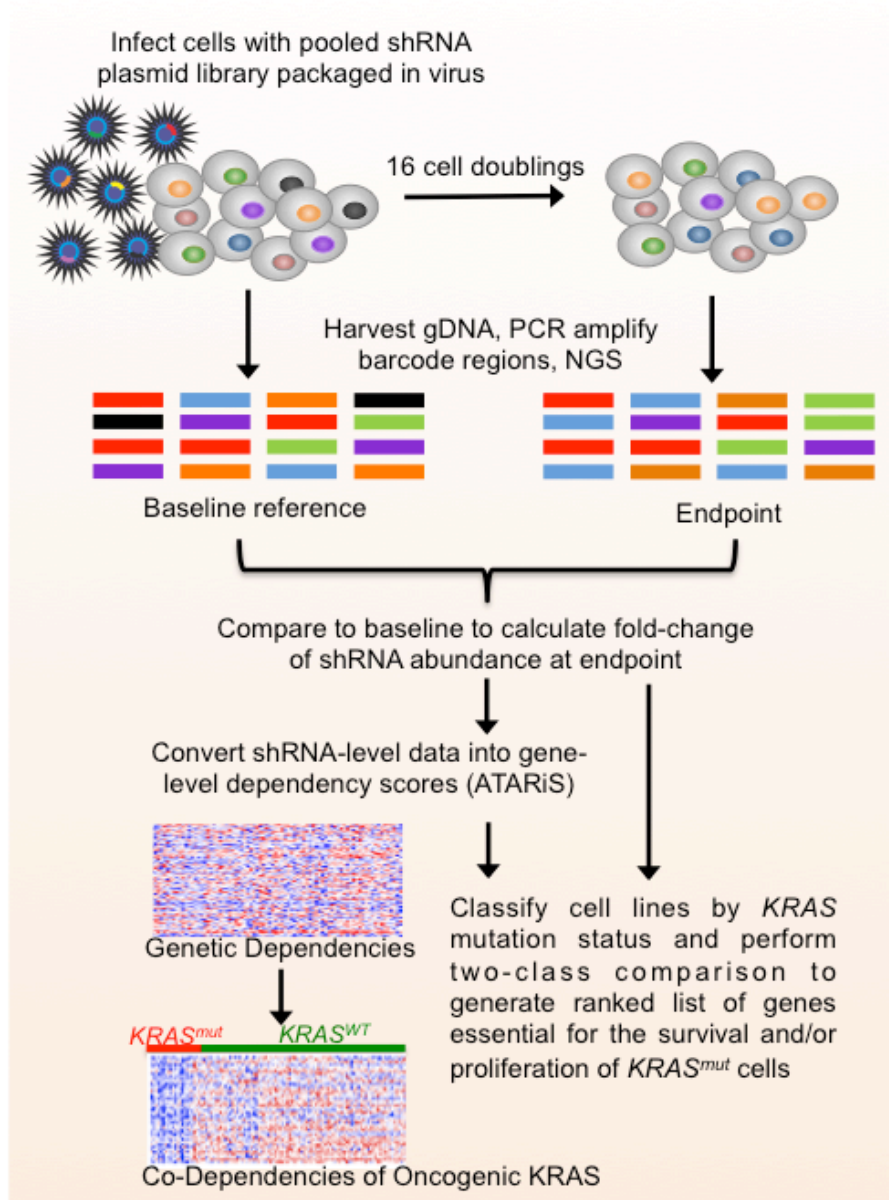 Infect cells with pooled shRNA
plasmid library packaged in virus
16 cell doublings
Harvest gDNA, PCR amplify
barcode regions, NGS
Baseline reference
Endpoint
Compare to baseline to calculate fold-change
of shRNA abundance at endpoint
Convert shRNA-level data into gene-
level dependency scores (ATARiS)
Genetic Dependencies
Classify cell lines by KRAS
mutation status and perform
two-class comparison to
generate ranked list of genes
essential for the survival and/or
proliferation of KRASmut cells
KRASmut
KRASWT
Co-Dependencies of Oncogenic KRAS